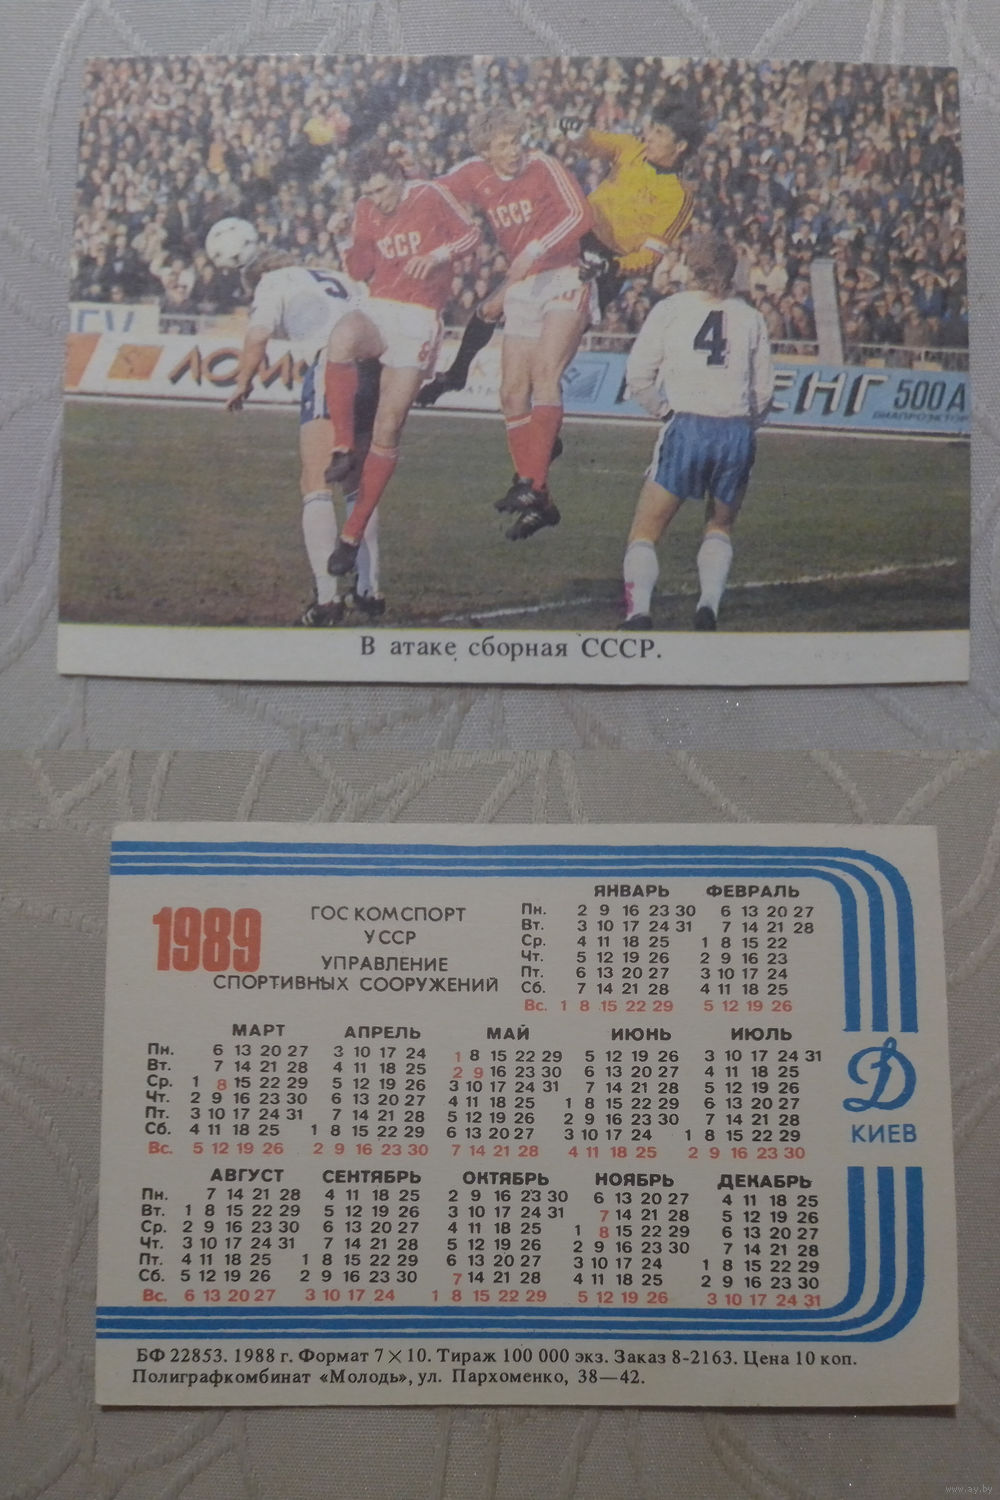 5
СССР
СССР
8
4
ЕНГ 500А
ДИАПРОЭКТОР
В атаке сборная СССР.
1989
ГОСКОМСПОРТ
УССР
УПРАВЛЕНИЕ
СПОРТИВНЫХ СООРУЖЕНИЙ
ЯНВАРЬ ФЕВРАЛЬ
Пн. 2 9 16 23 30 6 13 20 27
Вт. 3 10 17 24 31 7 14 21 28
Ср. 4 11 18 25 1 8 15 22
Чт. 5 12 19 26 2 9 16 23
Пт. 6 13 20 27 3 10 17 24
Сб. 7 14 21 28 4 11 18 25
Вс. 1 8 15 22 29 5 12 19 26
МАРТ АПРЕЛЬ МАЙ ИЮНЬ ИЮЛЬ
Пн. 6 13 20 27 3 10 17 24 1 8 15 22 29 5 12 19 26 3 10 17 24 31
Вт. 7 14 21 28 4 11 18 25 2 9 16 23 30 6 13 20 27 4 11 18 25
Ср. 1 8 15 22 29 5 12 19 26 3 10 17 24 31 7 14 21 28 5 12 19 26
Чт. 2 9 16 23 30 6 13 20 27 4 11 18 25 1 8 15 22 29 6 13 20 27
Пт. 3 10 17 24 31 7 14 21 28 5 12 19 26 2 9 16 23 30 7 14 21 28
Сб. 4 11 18 25 1 8 15 22 29 6 13 20 27 3 10 17 24 1 8 15 22 29
Вс. 5 12 19 26 2 9 16 23 30 7 14 21 28 4 11 18 25 2 9 16 23 30
Д
КИЕВ
АВГУСТ СЕНТЯБРЬ ОКТЯБРЬ НОЯБРЬ ДЕКАБРЬ
Пн. 7 14 21 28 4 11 18 25 2 9 16 23 30 6 13 20 27 4 11 18 25
Вт. 1 8 15 22 29 5 12 19 26 3 10 17 24 31 7 14 21 28 5 12 19 26
Ср. 2 9 16 23 30 6 13 20 27 4 11 18 25 1 8 15 22 29 6 13 20 27
Чт. 3 10 17 24 31 7 14 21 28 5 12 19 26 2 9 16 23 30 7 14 21 28
Пт. 4 11 18 25 1 8 15 22 29 6 13 20 27 3 10 17 24 1 8 15 22 29
Сб. 5 12 19 26 2 9 16 23 30 7 14 21 28 4 11 18 25 2 9 16 23 30
Вс. 6 13 20 27 3 10 17 24 1 8 15 22 29 5 12 19 26 3 10 17 24 31
БФ 22853. 1988 г. Формат 7×10. Тираж 100 000 экз. Заказ 8-2163. Цена 10 коп.
Полиграфкомбинат «Молодь», ул. Пархоменко, 38—42.
www.ay.by